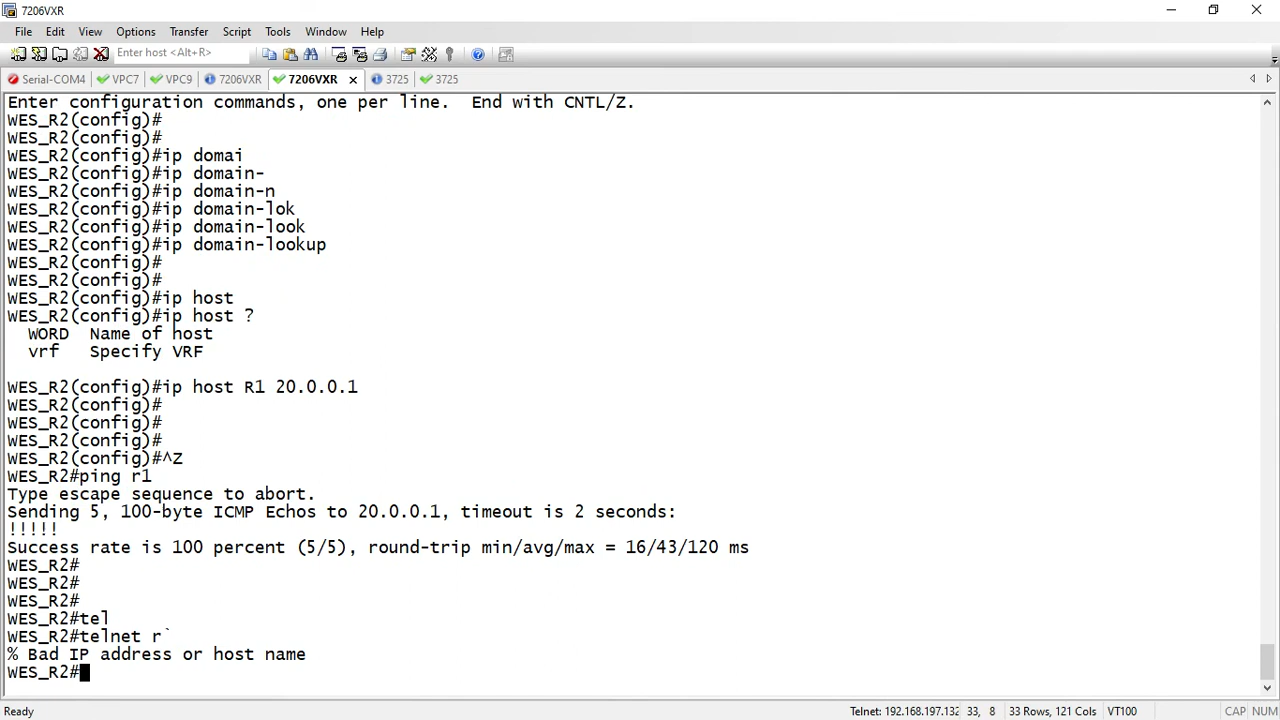 7206VXR
File Edit View Options Transfer Script Tools Window Help
Enter host <Alt+R>
Serial-COM4 VPC7 VPC9 7206VXR 7206VXR 3725 3725
Enter configuration commands, one per line.  End with CNTL/Z.
WES_R2(config)#
WES_R2(config)#
WES_R2(config)#ip domai
WES_R2(config)#ip domain-
WES_R2(config)#ip domain-n
WES_R2(config)#ip domain-lok
WES_R2(config)#ip domain-look
WES_R2(config)#ip domain-lookup
WES_R2(config)#
WES_R2(config)#
WES_R2(config)#ip host
WES_R2(config)#ip host ?
  WORD  Name of host
  vrf   Specify VRF
WES_R2(config)#ip host R1 20.0.0.1
WES_R2(config)#
WES_R2(config)#
WES_R2(config)#
WES_R2(config)#^Z
WES_R2#ping r1
Type escape sequence to abort.
Sending 5, 100-byte ICMP Echos to 20.0.0.1, timeout is 2 seconds:
!!!!!
Success rate is 100 percent (5/5), round-trip min/avg/max = 16/43/120 ms
WES_R2#
WES_R2#
WES_R2#
WES_R2#tel
WES_R2#telnet r`
% Bad IP address or host name
WES_R2#
Ready Telnet: 192.168.197.132 33, 8 33 Rows, 121 Cols VT100 CAP NUM